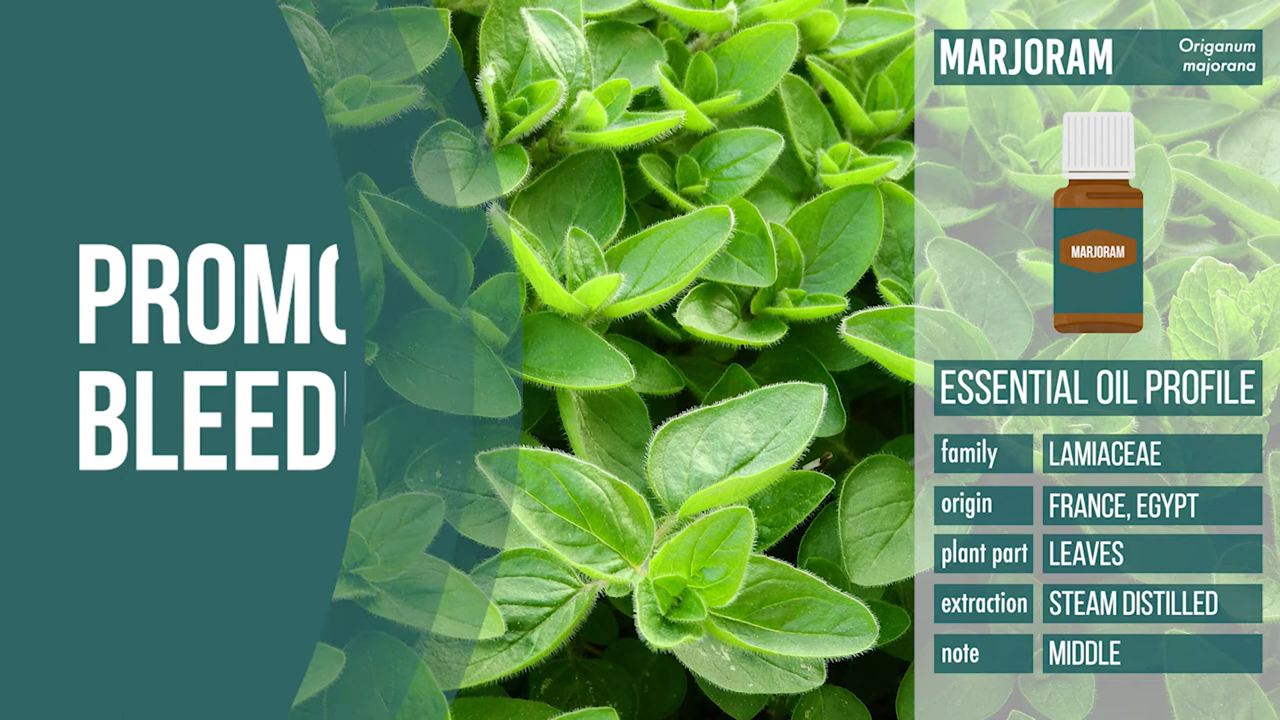 PROMO
BLEED
MARJORAM
Origanum
majorana
MARJORAM
ESSENTIAL OIL PROFILE
family
LAMIACEAE
origin
FRANCE, EGYPT
plant part
LEAVES
extraction
STEAM DISTILLED
note
MIDDLE